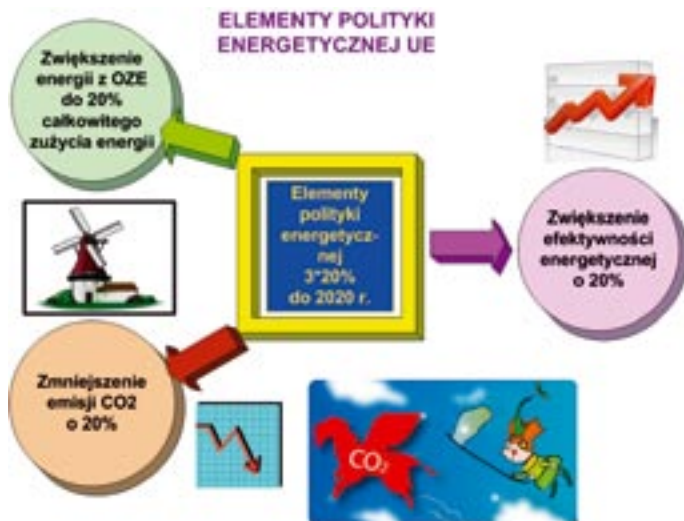 ELEMENTY POLITYKI
ENERGETYCZNEJ UE
Zwiększenie
energii z OZE
do 20%
całkowitego
zużycia energii
Elementy
polityki
energetycz-
nej
3*20%
do 2020 r.
Zwiększenie
efektywności
energetycznej
o 20%
Zmniejszenie
emisji CO2
o 20%
CO2